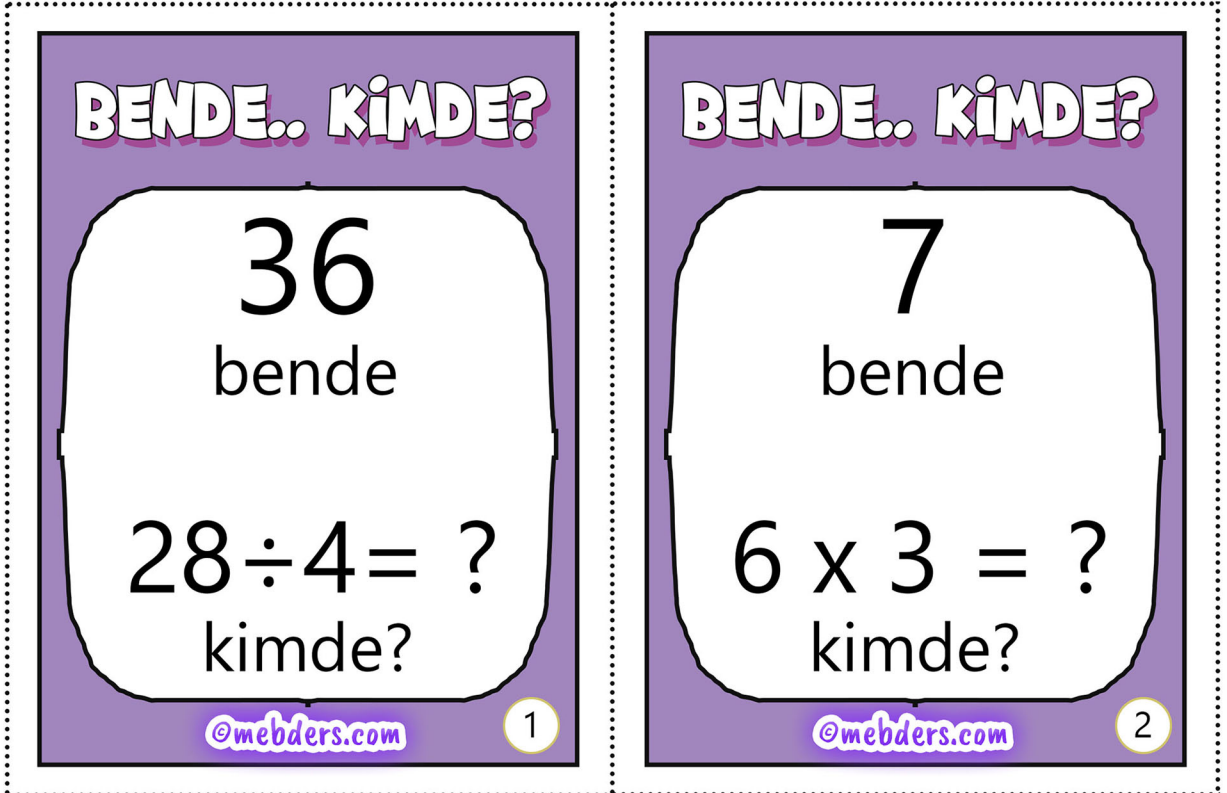 BENDE.. KİMDE?
36
bende
28÷4= ?
kimde?
©mebders.com
1
BENDE.. KİMDE?
7
bende
6 x 3 = ?
kimde?
©mebders.com
2